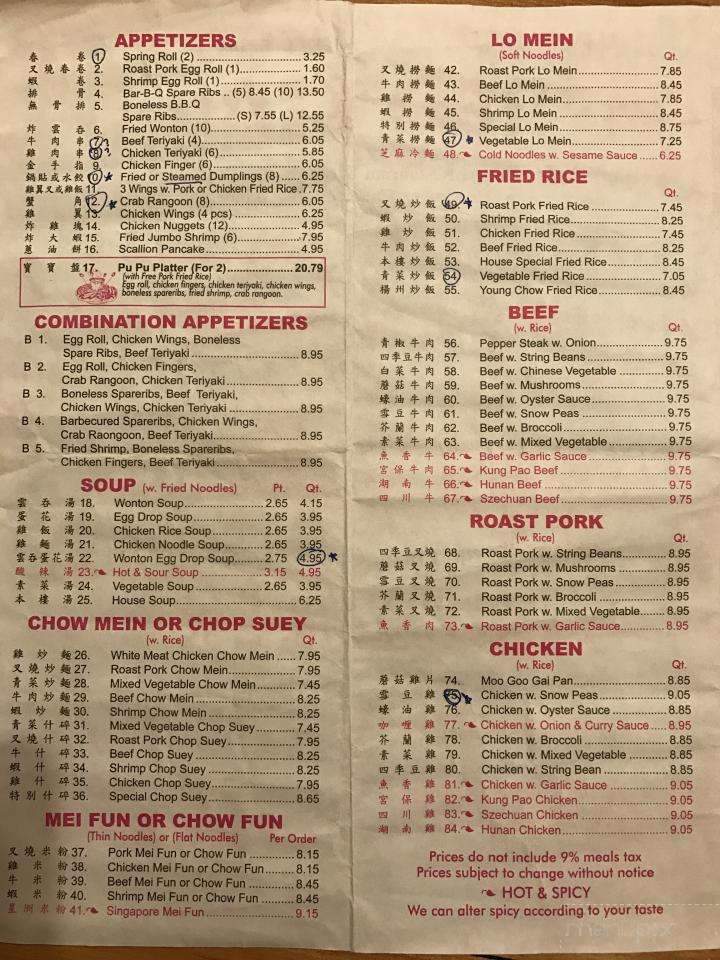 APPETIZERS
春 卷 1. Spring Roll (2) 3.25
叉燒春卷 2. Roast Pork Egg Roll (1) 1.60
蝦 卷 3. Shrimp Egg Roll (1) 1.70
排 骨 4. Bar-B-Q Spare Ribs .. (5) 8.45 (10) 13.50
無骨排 5. Boneless B.B.Q
Spare Ribs (S) 7.55 (L) 12.55
炸雲吞 6. Fried Wonton (10) 5.25
牛肉串 7. Beef Teriyaki (4) 6.05
雞肉串 8. Chicken Teriyaki (6) 5.85
金手指 9. Chicken Finger (6) 6.05
鍋貼或水餃 10. Fried or Steamed Dumplings (8) 6.25
雞翼叉或雞飯 11. 3 Wings w. Pork or Chicken Fried Rice .7.75
蟹 角 12. Crab Rangoon (8) 6.05
雞 翼 13. Chicken Wings (4 pcs) 6.25
炸雞塊 14. Chicken Nuggets (12) 4.95
炸大蝦 15. Fried Jumbo Shrimp (6) 7.95
蔥油餅 16. Scallion Pancake 4.95
寶寶盤 17. Pu Pu Platter (For 2) 20.79
(with Free Pork Fried Rice)
Egg roll, chicken fingers, chicken teriyaki, chicken wings,
boneless spareribs, fried shrimp, crab rangoon.
COMBINATION APPETIZERS
B 1. Egg Roll, Chicken Wings, Boneless
Spare Ribs, Beef Teriyaki 8.95
B 2. Egg Roll, Chicken Fingers,
Crab Rangoon, Chicken Teriyaki 8.95
B 3. Boneless Spareribs, Beef Teriyaki,
Chicken Wings, Chicken Teriyaki 8.95
B 4. Barbecured Spareribs, Chicken Wings,
Crab Raongoon, Beef Teriyaki 8.95
B 5. Fried Shrimp, Boneless Spareribs,
Chicken Fingers, Beef Teriyaki 8.95
SOUP (w. Fried Noodles) Pt. Qt.
雲吞湯 18. Wonton Soup 2.65 4.15
蛋花湯 19. Egg Drop Soup 2.65 3.95
雞飯湯 20. Chicken Rice Soup 2.65 3.95
雞麵湯 21. Chicken Noodle Soup 2.65 3.95
雲吞蛋花湯 22. Wonton Egg Drop Soup 2.75 4.95
酸辣湯 23. Hot & Sour Soup 3.15 4.95
素菜湯 24. Vegetable Soup 2.65 3.95
本樓湯 25. House Soup 6.25
CHOW MEIN OR CHOP SUEY
(w. Rice) Qt.
雞炒麵 26. White Meat Chicken Chow Mein 7.95
叉燒炒麵 27. Roast Pork Chow Mein 7.95
青菜炒麵 28. Mixed Vegetable Chow Mein 7.45
牛肉炒麵 29. Beef Chow Mein 8.25
蝦炒麵 30. Shrimp Chow Mein 8.25
青菜什碎 31. Mixed Vegetable Chop Suey 7.45
叉燒什碎 32. Roast Pork Chop Suey 7.95
牛什碎 33. Beef Chop Suey 8.25
蝦什碎 34. Shrimp Chop Suey 8.25
雞什碎 35. Chicken Chop Suey 7.95
特別什碎 36. Special Chop Suey 8.65
MEI FUN OR CHOW FUN
(Thin Noodles) or (Flat Noodles) Per Order
叉燒米粉 37. Pork Mei Fun or Chow Fun 8.15
雞米粉 38. Chicken Mei Fun or Chow Fun 8.15
牛米粉 39. Beef Mei Fun or Chow Fun 8.45
蝦米粉 40. Shrimp Mei Fun or Chow Fun 8.45
星洲米粉 41. Singapore Mei Fun 9.15
LO MEIN
(Soft Noodles) Qt.
叉燒撈麵 42. Roast Pork Lo Mein 7.85
牛肉撈麵 43. Beef Lo Mein 8.45
雞撈麵 44. Chicken Lo Mein 7.85
蝦撈麵 45. Shrimp Lo Mein 8.45
特別撈麵 46. Special Lo Mein 8.75
青菜撈麵 47. Vegetable Lo Mein 7.25
芝麻冷麵 48. Cold Noodles w. Sesame Sauce 6.25
FRIED RICE
Qt.
叉燒炒飯 49. Roast Pork Fried Rice 7.45
蝦炒飯 50. Shrimp Fried Rice 8.25
雞炒飯 51. Chicken Fried Rice 7.45
牛肉炒飯 52. Beef Fried Rice 8.25
本樓炒飯 53. House Special Fried Rice 8.45
青菜炒飯 54. Vegetable Fried Rice 7.05
楊州炒飯 55. Young Chow Fried Rice 8.45
BEEF
(w. Rice) Qt.
青椒牛肉 56. Pepper Steak w. Onion 9.75
四季豆牛肉 57. Beef w. String Beans 9.75
白菜牛肉 58. Beef w. Chinese Vegetable 9.75
蘑菇牛肉 59. Beef w. Mushrooms 9.75
蠔油牛肉 60. Beef w. Oyster Sauce 9.75
雪豆牛肉 61. Beef w. Snow Peas 9.75
芥蘭牛肉 62. Beef w. Broccoli 9.75
素菜牛肉 63. Beef w. Mixed Vegetable 9.75
魚香牛 64. Beef w. Garlic Sauce 9.75
宮保牛肉 65. Kung Pao Beef 9.75
湖南牛 66. Hunan Beef 9.75
四川牛 67. Szechuan Beef 9.75
ROAST PORK
(w. Rice) Qt.
四季豆叉燒 68. Roast Pork w. String Beans 8.95
蘑菇叉燒 69. Roast Pork w. Mushrooms 8.95
雪豆叉燒 70. Roast Pork w. Snow Peas 8.95
芥蘭叉燒 71. Roast Pork w. Broccoli 8.95
素菜叉燒 72. Roast Pork w. Mixed Vegetable 8.95
魚香肉 73. Roast Pork w. Garlic Sauce 8.95
CHICKEN
(w. Rice) Qt.
蘑菇雞片 74. Moo Goo Gai Pan 8.85
雪豆雞 75. Chicken w. Snow Peas 9.05
蠔油雞 76. Chicken w. Oyster Sauce 8.85
咖喱雞 77. Chicken w. Onion & Curry Sauce 8.95
芥蘭雞 78. Chicken w. Broccoli 8.85
素菜雞 79. Chicken w. Mixed Vegetable 8.85
四季豆雞 80. Chicken w. String Bean 8.85
魚香雞 81. Chicken w. Garlic Sauce 9.05
宮保雞 82. Kung Pao Chicken 9.05
四川雞 83. Szechuan Chicken 9.05
湖南雞 84. Hunan Chicken 9.05
Prices do not include 9% meals tax
Prices subject to change without notice
HOT & SPICY
We can alter spicy according to your taste